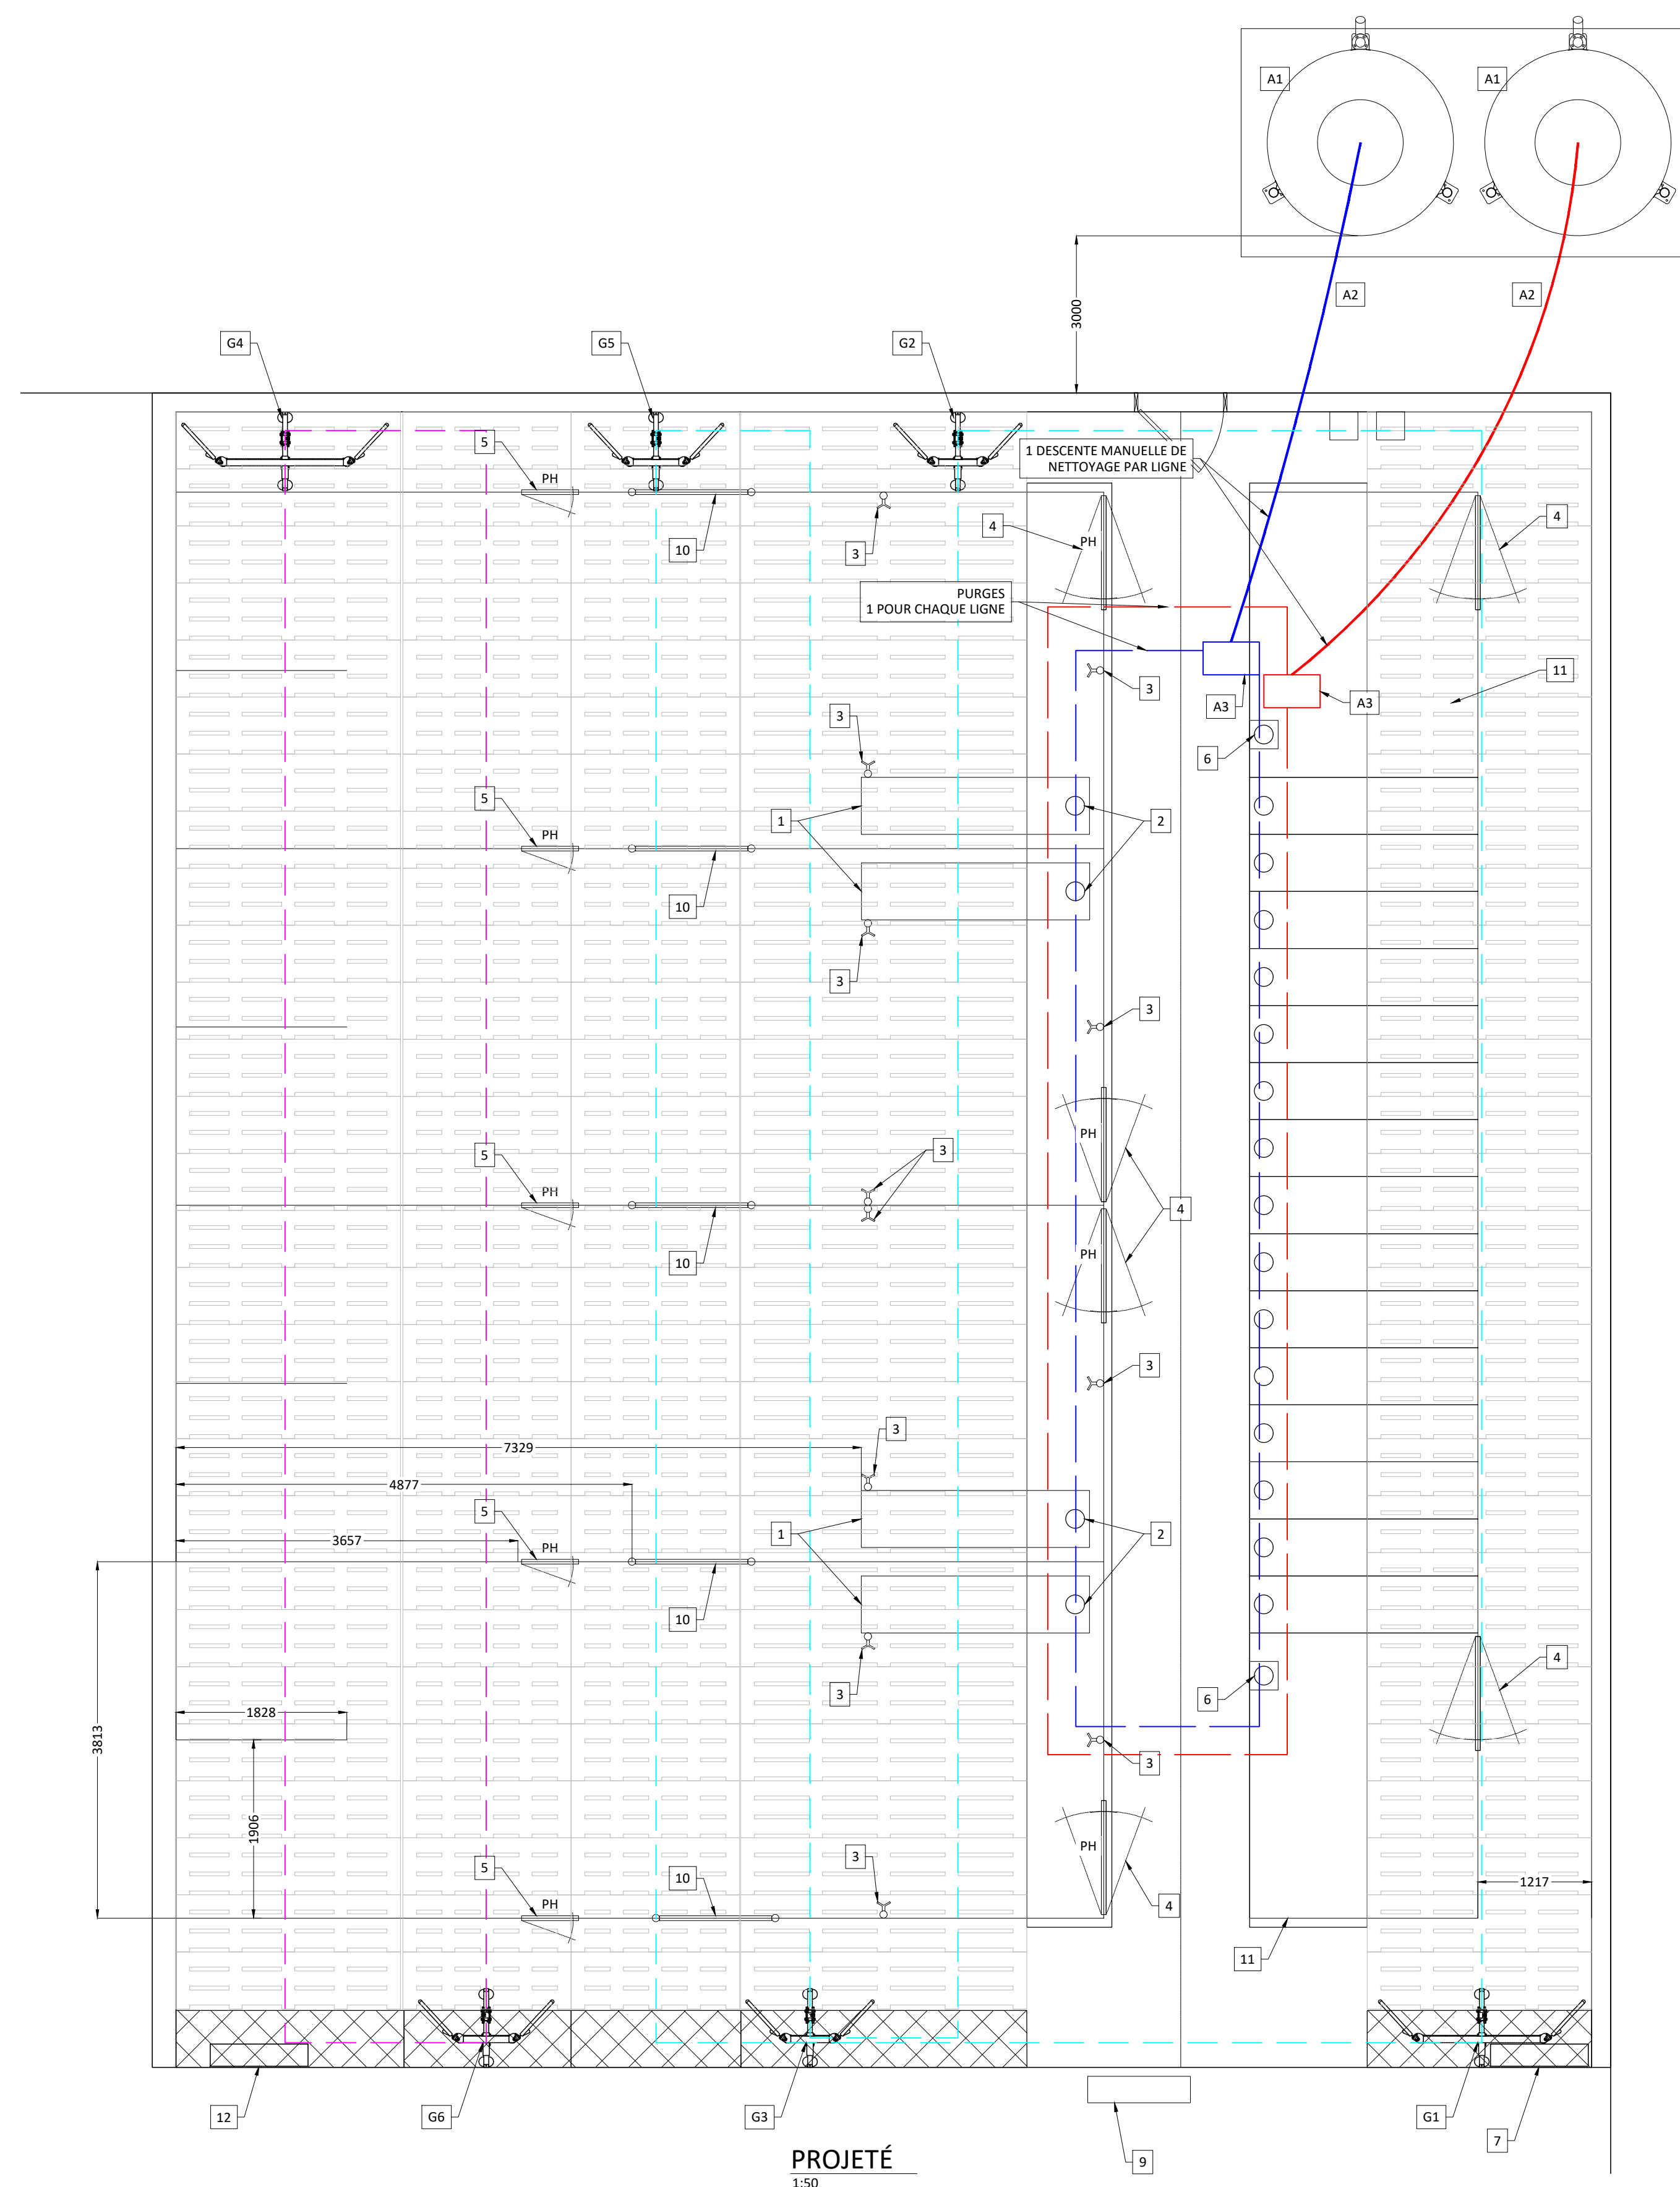 A1
A1
A2
A2
3000
G4
G5
G2
5
PH
10
3
1 DESCENTE MANUELLE DE
NETTOYAGE PAR LIGNE
4
PH
4
PURGES
1 POUR CHAQUE LIGNE
3
A3
A3
11
3
6
5
PH
1
2
10
3
3
5
PH
3
PH
10
4
PH
3
7329
3
4877
5
PH
1
2
3657
10
3
4
6
1828
3813
3
1906
3
PH
5
PH
10
4
1217
11
12
G6
G3
G1
7
9
PROJETÉ
1:50